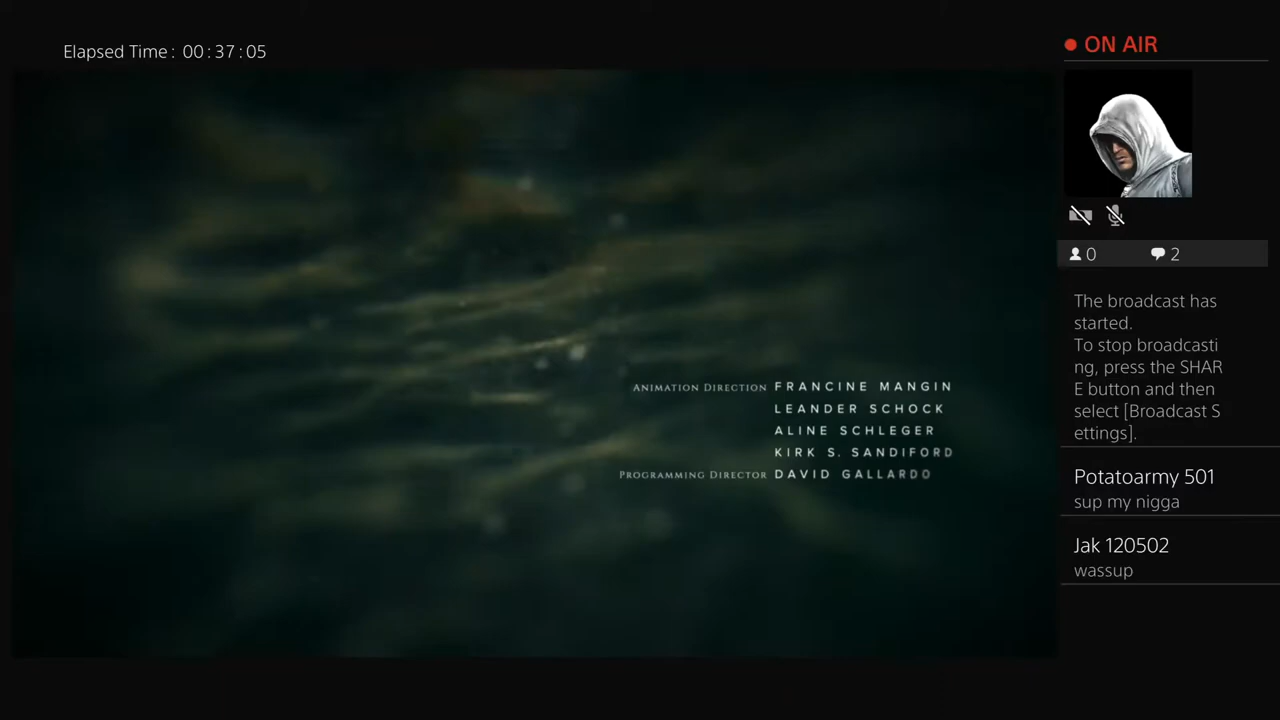 Elapsed Time: 00:37:05
ON AIR
0
2
The broadcast has
started.
To stop broadcasti
ng, press the SHAR
E button and then
select [Broadcast S
ettings].
Potatoarmy 501
sup my nigga
Jak 120502
wassup
ANIMATION DIRECTION FRANCINE MANGIN
LEANDER SCHOCK
ALINE SCHLEGER
KIRK S. SANDIFORD
PROGRAMMING DIRECTOR DAVID GALLARDO